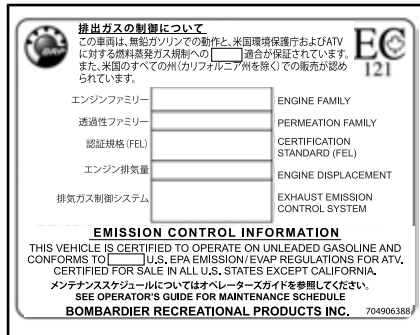 排出ガスの制御について
この車両は、無鉛ガソリンでの動作と、米国環境保護庁およびATV
に対する燃料蒸発ガス規制への 適合が保証されています。
また、米国のすべての州(カリフォルニア州を除く)での販売が認め
られています。
EC
121
エンジンファミリー ENGINE FAMILY
透過性ファミリー PERMEATION FAMILY
認証規格(FEL) CERTIFICATION
STANDARD (FEL)
エンジン排気量 ENGINE DISPLACEMENT
排気ガス制御システム EXHAUST EMISSION
CONTROL SYSTEM
EMISSION CONTROL INFORMATION
THIS VEHICLE IS CERTIFIED TO OPERATE ON UNLEADED GASOLINE AND
CONFORMS TO U.S. EPA EMISSION/EVAP REGULATIONS FOR ATV.
CERTIFIED FOR SALE IN ALL U.S. STATES EXCEPT CALIFORNIA.
メンテナンススケジュールについてはオペレーターズガイドを参照してください。
SEE OPERATOR'S GUIDE FOR MAINTENANCE SCHEDULE
BOMBARDIER RECREATIONAL PRODUCTS INC. 704906388